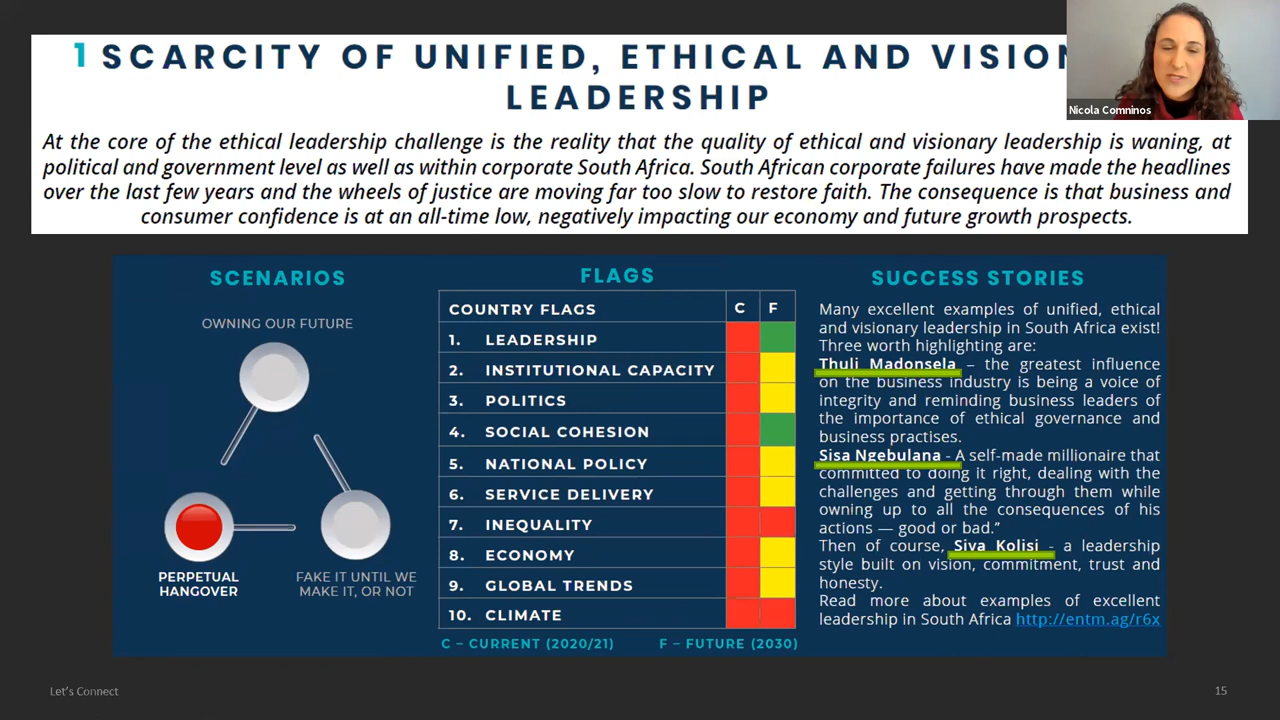 1 SCARCITY OF UNIFIED, ETHICAL AND VISION
LEADERSHIP
Nicola Comninos
At the core of the ethical leadership challenge is the reality that the quality of ethical and visionary leadership is waning, at
political and government level as well as within corporate South Africa. South African corporate failures have made the headlines
over the last few years and the wheels of justice are moving far too slow to restore faith. The consequence is that business and
consumer confidence is at an all-time low, negatively impacting our economy and future growth prospects.
SCENARIOS
OWNING OUR FUTURE
PERPETUAL
HANGOVER
FAKE IT UNTIL WE
MAKE IT, OR NOT
FLAGS
COUNTRY FLAGS C F
1. LEADERSHIP
2. INSTITUTIONAL CAPACITY
3. POLITICS
4. SOCIAL COHESION
5. NATIONAL POLICY
6. SERVICE DELIVERY
7. INEQUALITY
8. ECONOMY
9. GLOBAL TRENDS
10. CLIMATE
C – CURRENT (2020/21) F – FUTURE (2030)
SUCCESS STORIES
Many excellent examples of unified, ethical
and visionary leadership in South Africa exist!
Three worth highlighting are:
Thuli Madonsela – the greatest influence
on the business industry is being a voice of
integrity and reminding business leaders of
the importance of ethical governance and
business practises.
Sisa Ngebulana - A self-made millionaire that
committed to doing it right, dealing with the
challenges and getting through them while
owning up to all the consequences of his
actions — good or bad.”
Then of course, Siya Kolisi - a leadership
style built on vision, commitment, trust and
honesty.
Read more about examples of excellent
leadership in South Africa http://entm.ag/r6x
Let's Connect
15